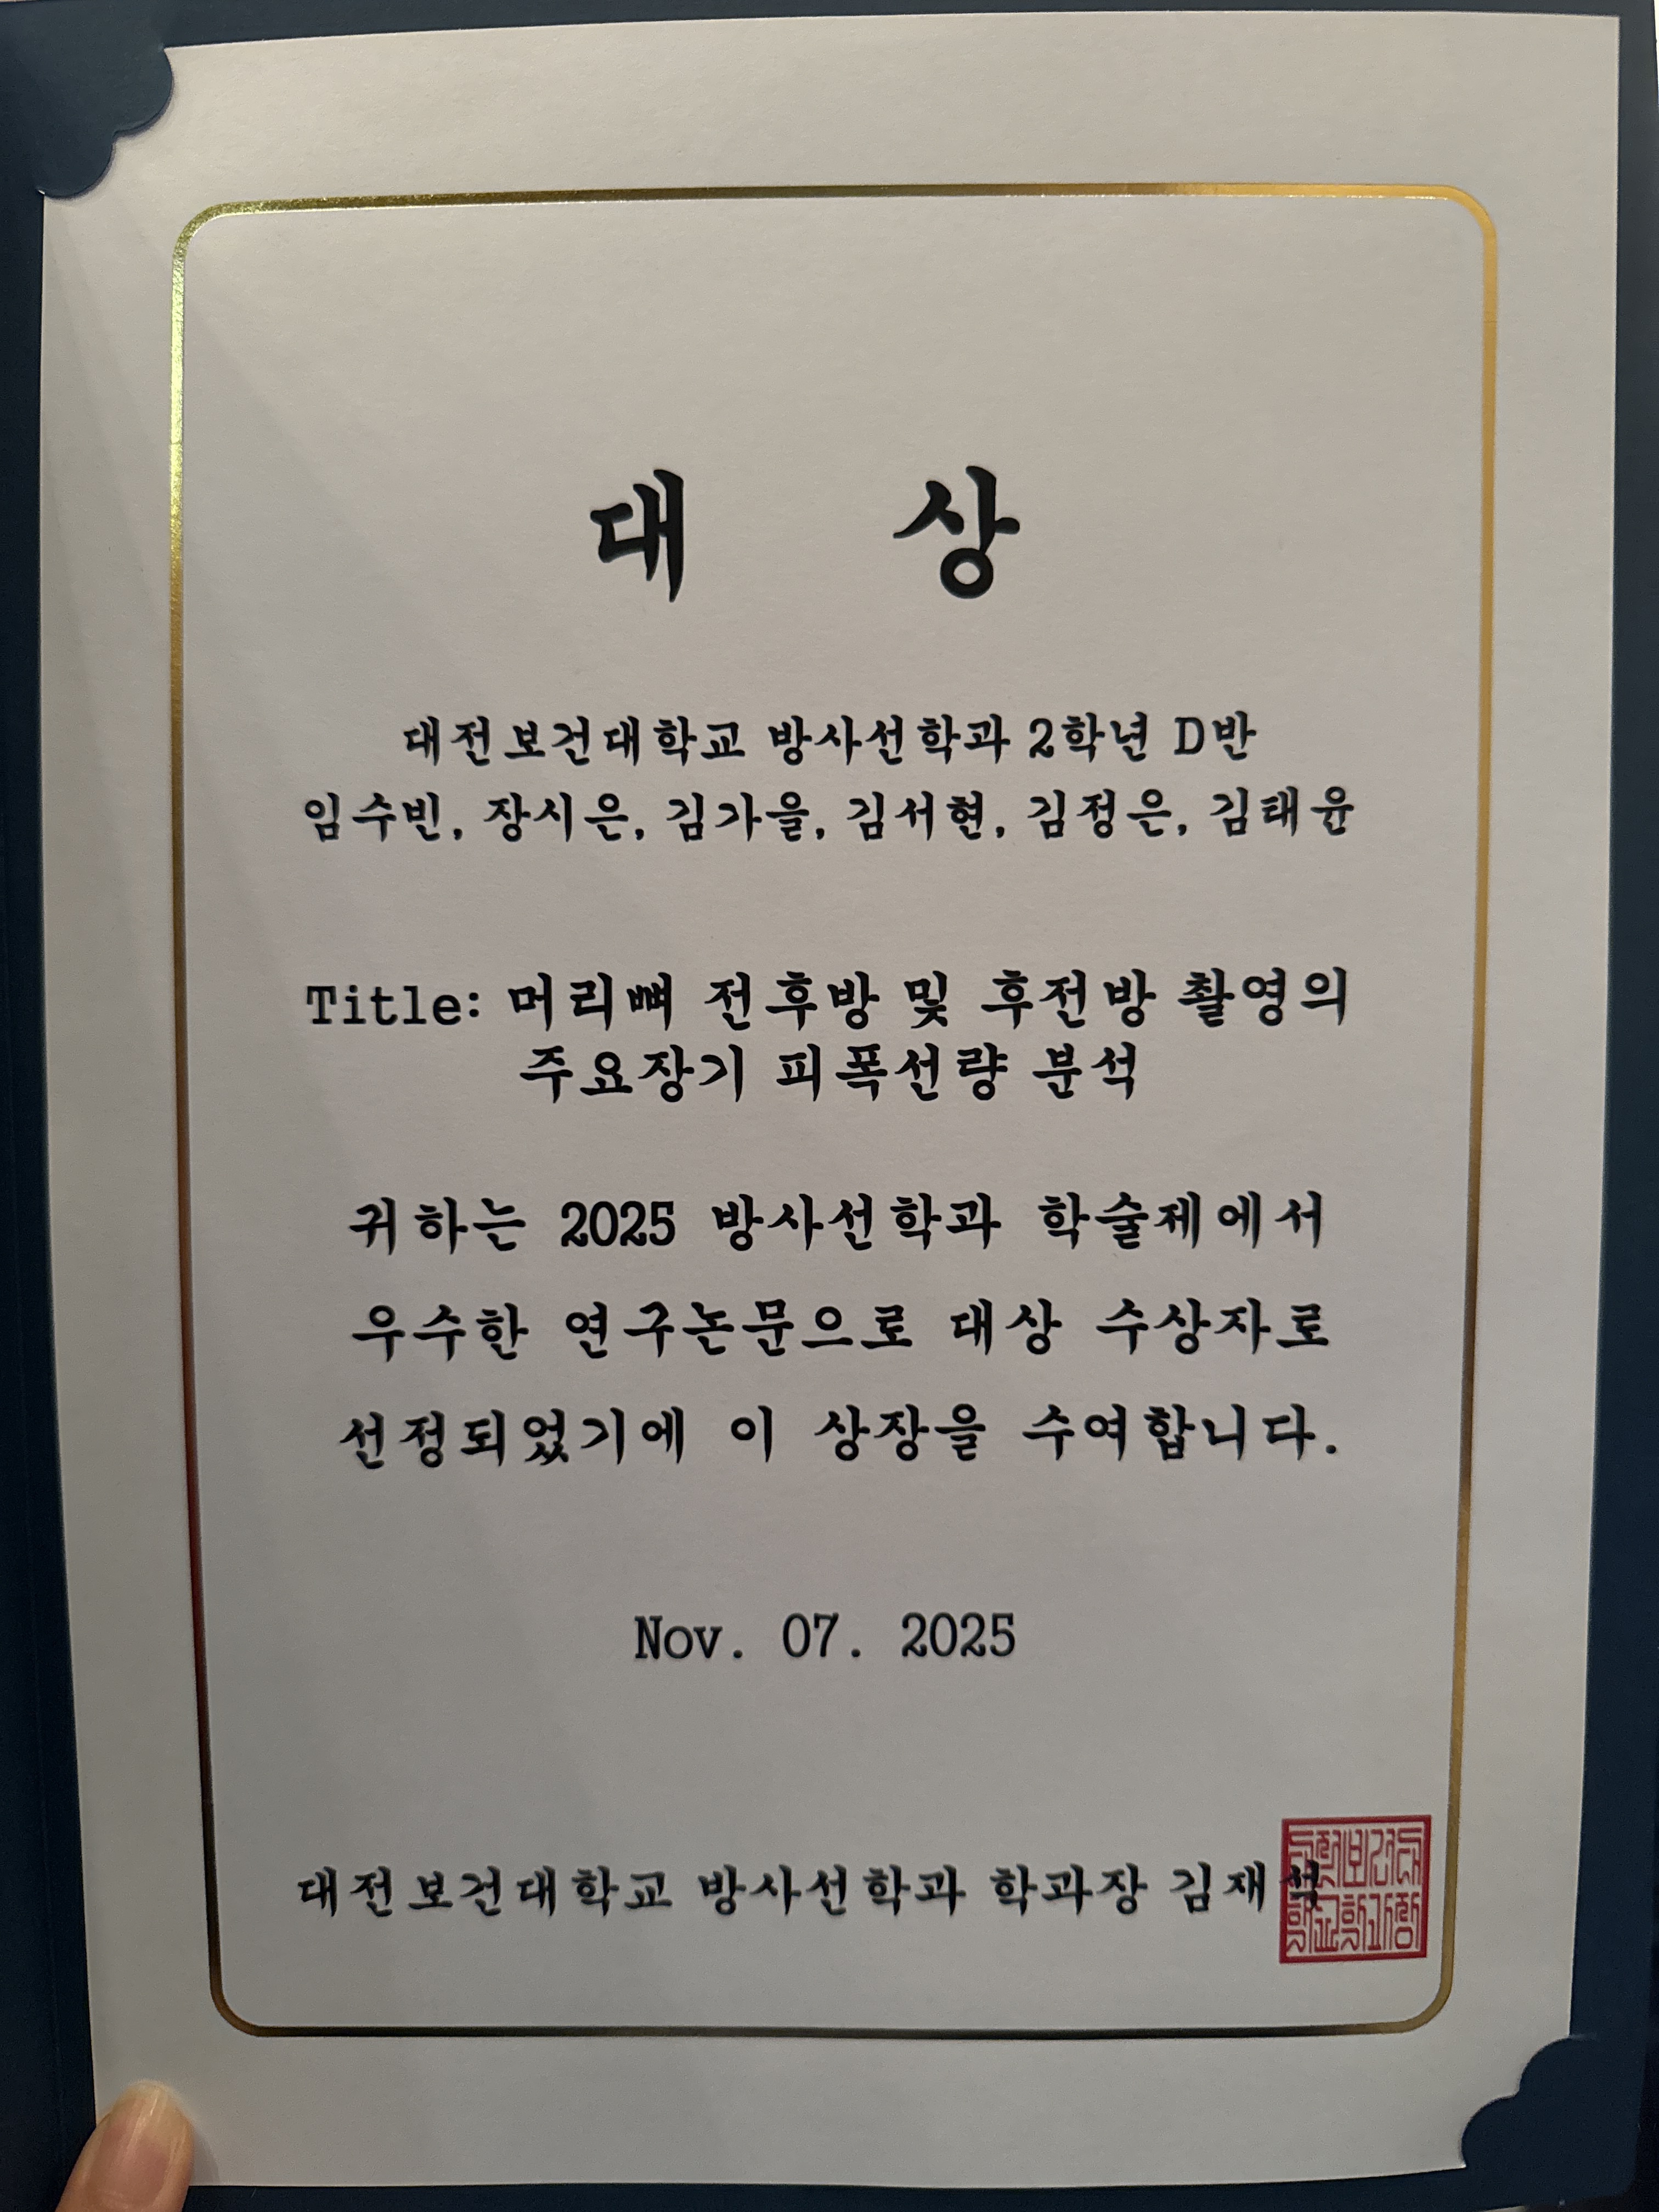 대 상
대전보건대학교 방사선학과 2학년 D반
임수빈, 장시은, 김가을, 김서현, 김정은, 김태윤
Title: 머리뼈 전후방 및 후전방 촬영의
주요장기 피폭선량 분석
귀하는 2025 방사선학과 학술제에서
우수한 연구논문으로 대상 수상자로
선정되었기에 이 상장을 수여합니다.
Nov. 07. 2025
대전보건대학교 방사선학과 학과장 김재석